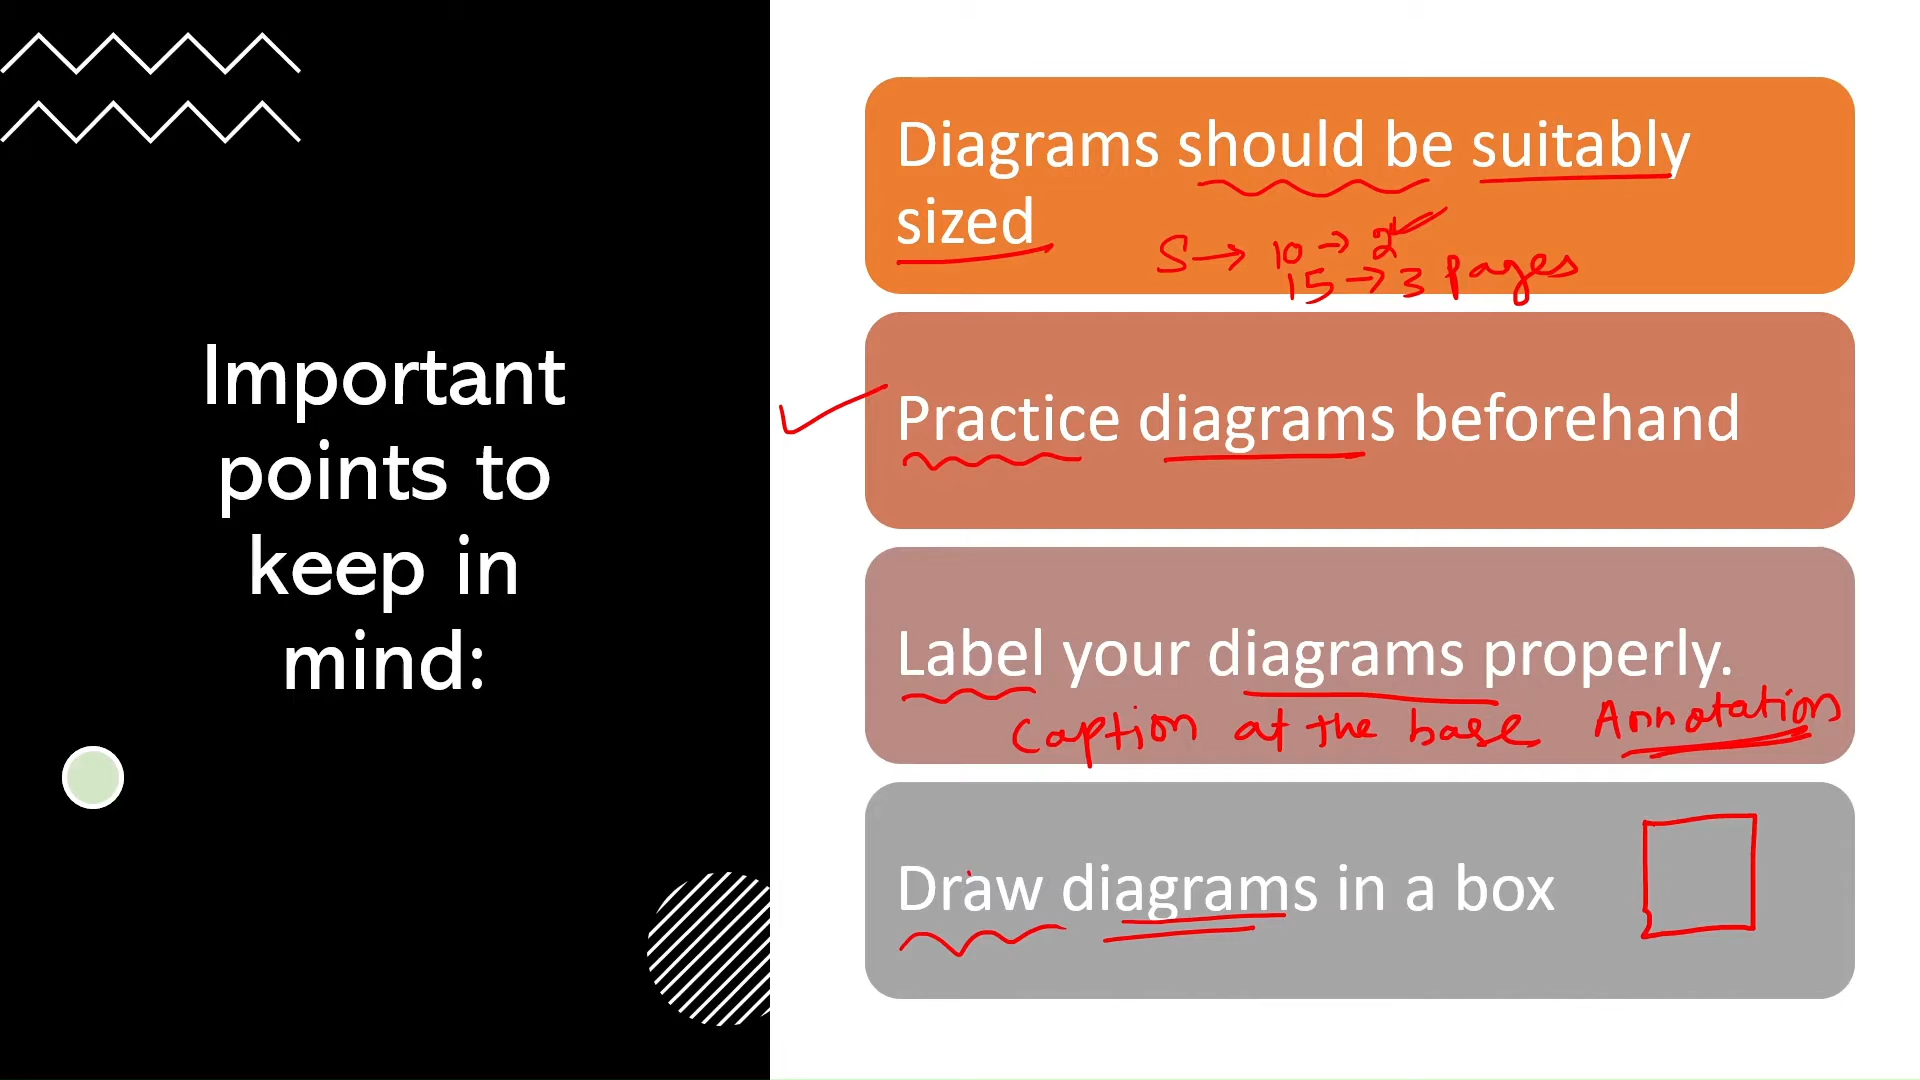 Important
points to
keep in
mind:
Diagrams should be suitably
sized
S → 10 → 2
15 → 3 pages
Practice diagrams beforehand
Label your diagrams properly.
Caption at the base Annotation
Draw diagrams in a box